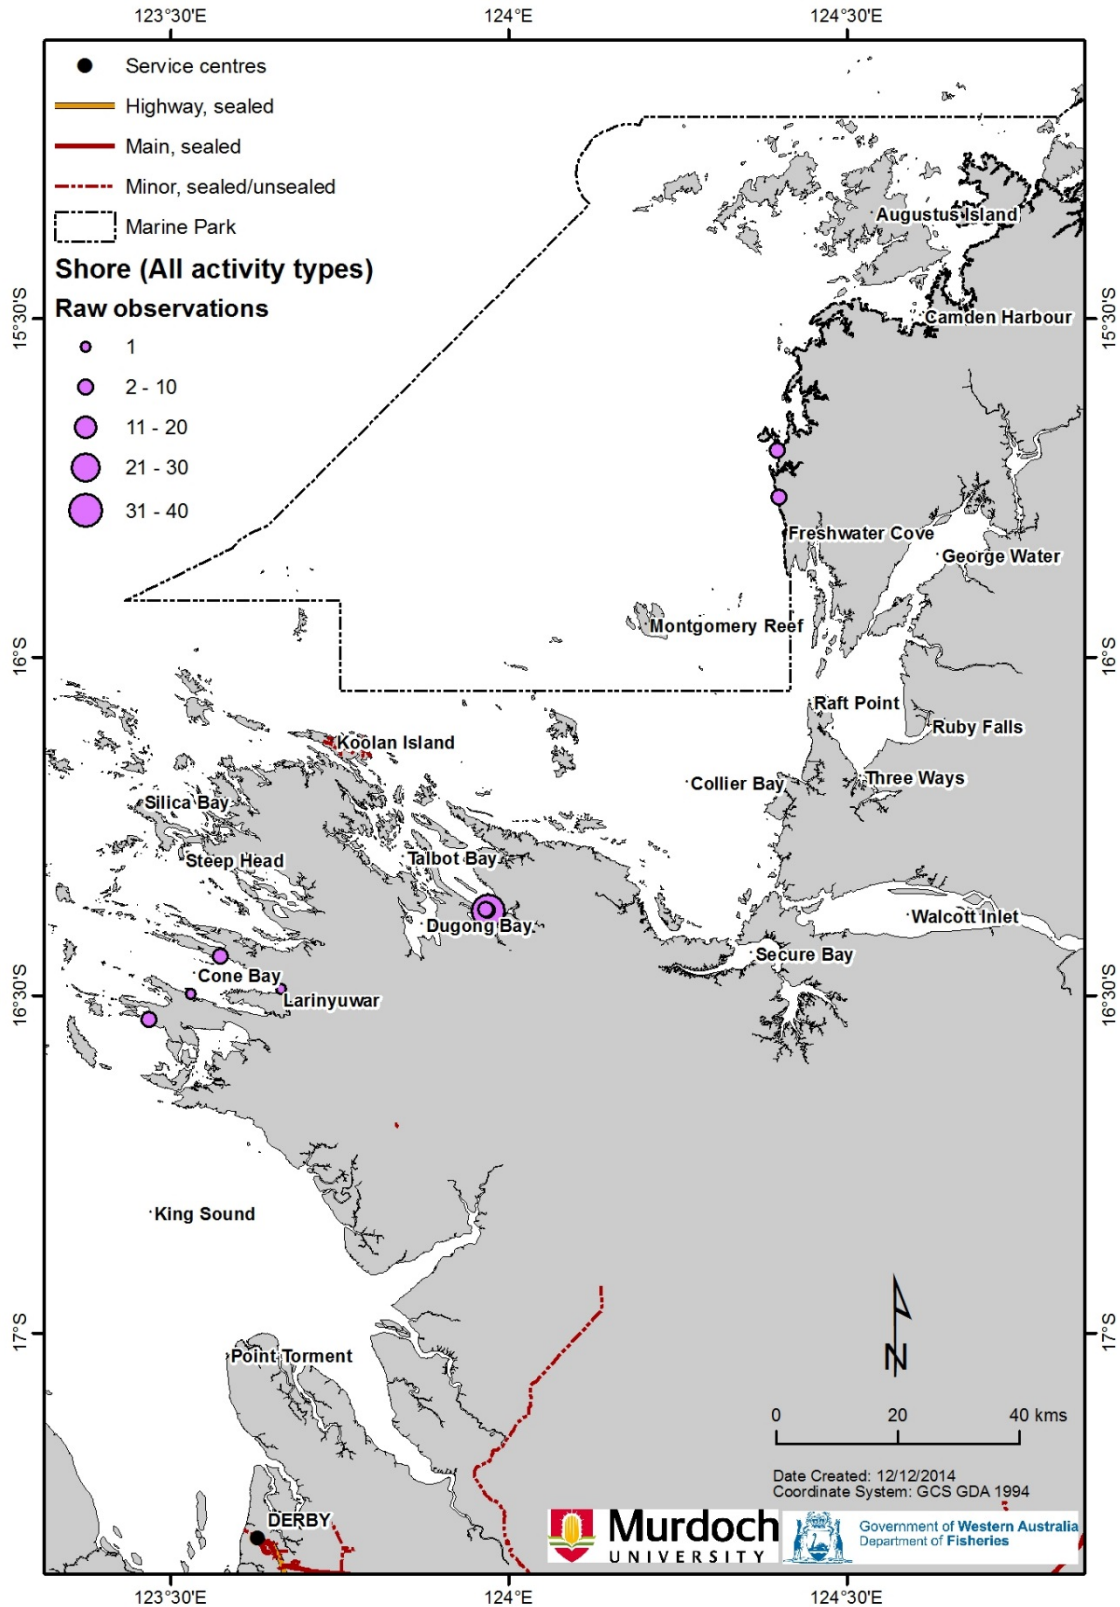 123°30'E 124°E 124°30'E
Service centres
Highway, sealed
Main, sealed
Minor, sealed/unsealed
Marine Park
Shore (All activity types)
Raw observations
1
2 - 10
11 - 20
21 - 30
31 - 40
15°30'S
16°S
16°30'S
17°S
Augustus Island
Camden Harbour
Freshwater Cove
George Water
Montgomery Reef
Raft Point
Ruby Falls
Koolan Island
Three Ways
Collier Bay
Silica Bay
Steep Head
Talbot Bay
Walcott Inlet
Dugong Bay
Secure Bay
Cone Bay
Larinyuwar
King Sound
Point Torment
DERBY
15°30'S
16°S
16°30'S
17°S
N
0 20 40 kms
Date Created: 12/12/2014
Coordinate System: GCS GDA 1994
Murdoch
UNIVERSITY
Government of Western Australia
Department of Fisheries
123°30'E 124°E 124°30'E